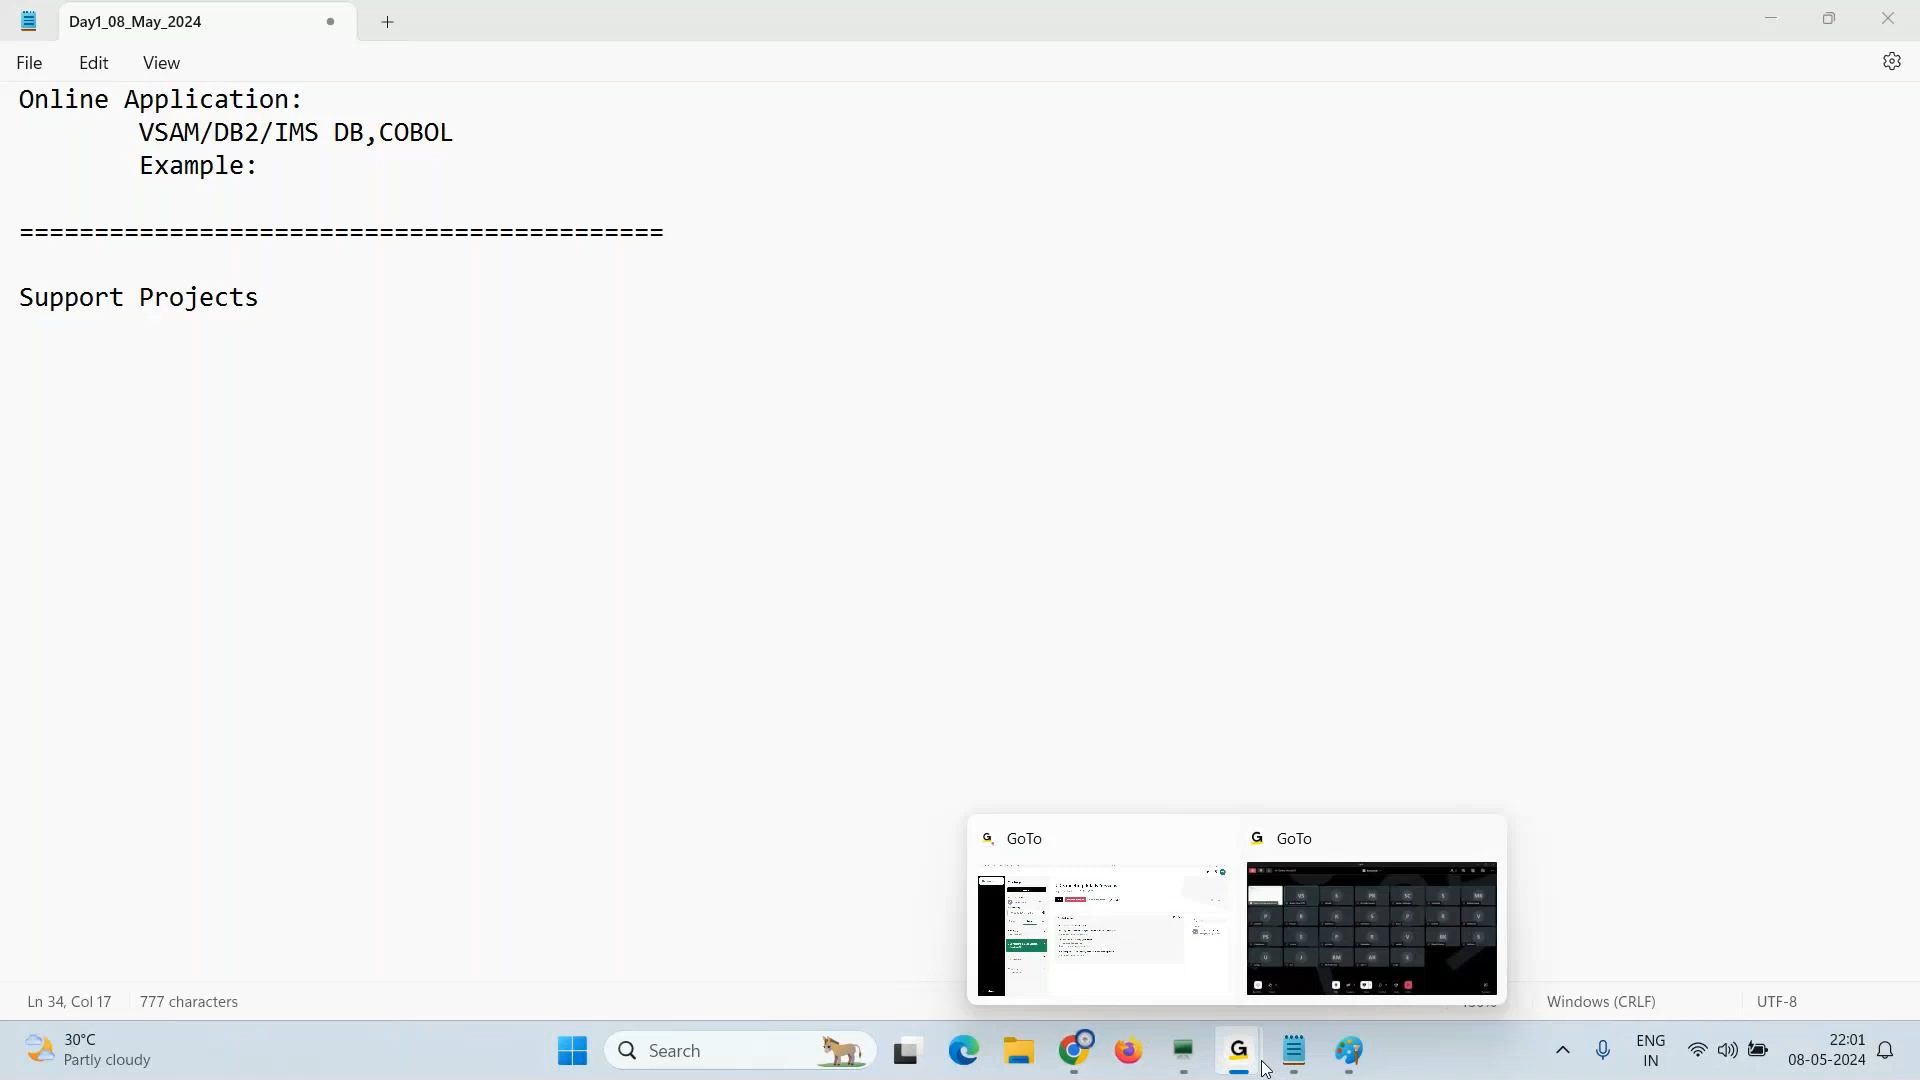 Day1_08_May_2024
File Edit View
Online Application:
VSAM/DB2/IMS DB,COBOL
Example:
===========================================
Support Projects
GoTo
GoTo
Ln 34, Col 17 777 characters
Windows (CRLF) UTF-8
30°C
Partly cloudy
Search
ENG
IN
22:01
08-05-2024